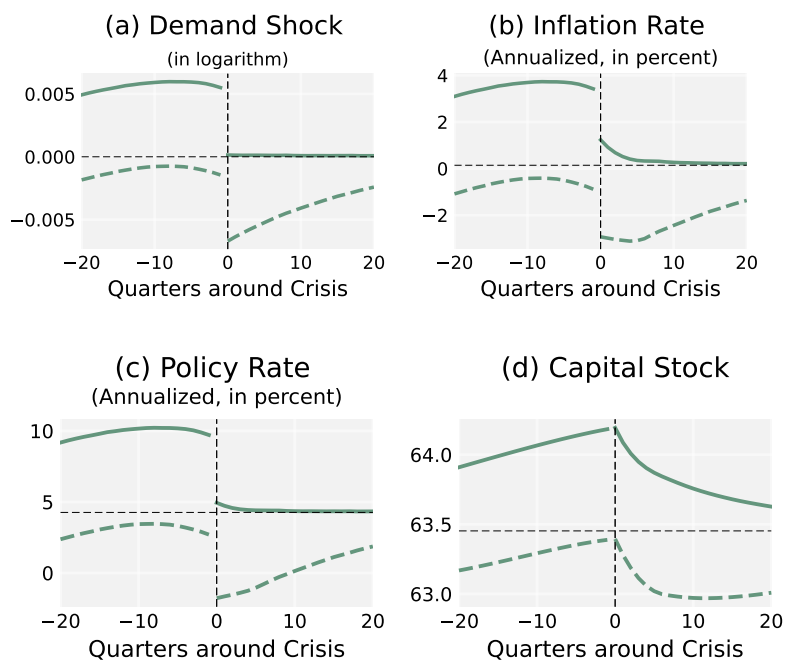 (a) Demand Shock
(in logarithm)
0.005
0.000
−0.005
−20 −10 0 10 20
Quarters around Crisis
(b) Inflation Rate
(Annualized, in percent)
4
2
0
−2
−20 −10 0 10 20
Quarters around Crisis
(c) Policy Rate
(Annualized, in percent)
10
5
0
−20 −10 0 10 20
Quarters around Crisis
(d) Capital Stock
64.0
63.5
63.0
−20 −10 0 10 20
Quarters around Crisis